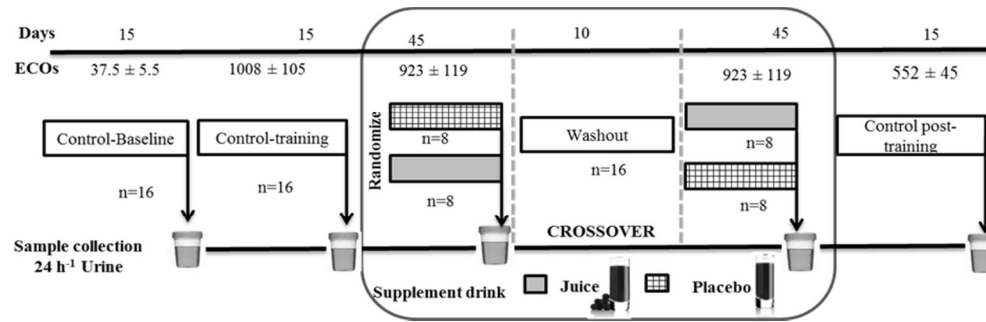 Days 15 15 45 10 45 15
ECOs 37.5 ± 5.5 1008 ± 105 923 ± 119 923 ± 119 552 ± 45
Randomize
Control-Baseline
n=16
Control-training
n=16
n=8
n=8
Washout
n=16
CROSSOVER
n=8
n=8
Control post-
training
Sample collection
24 h⁻¹ Urine
Supplement drink Juice Placebo